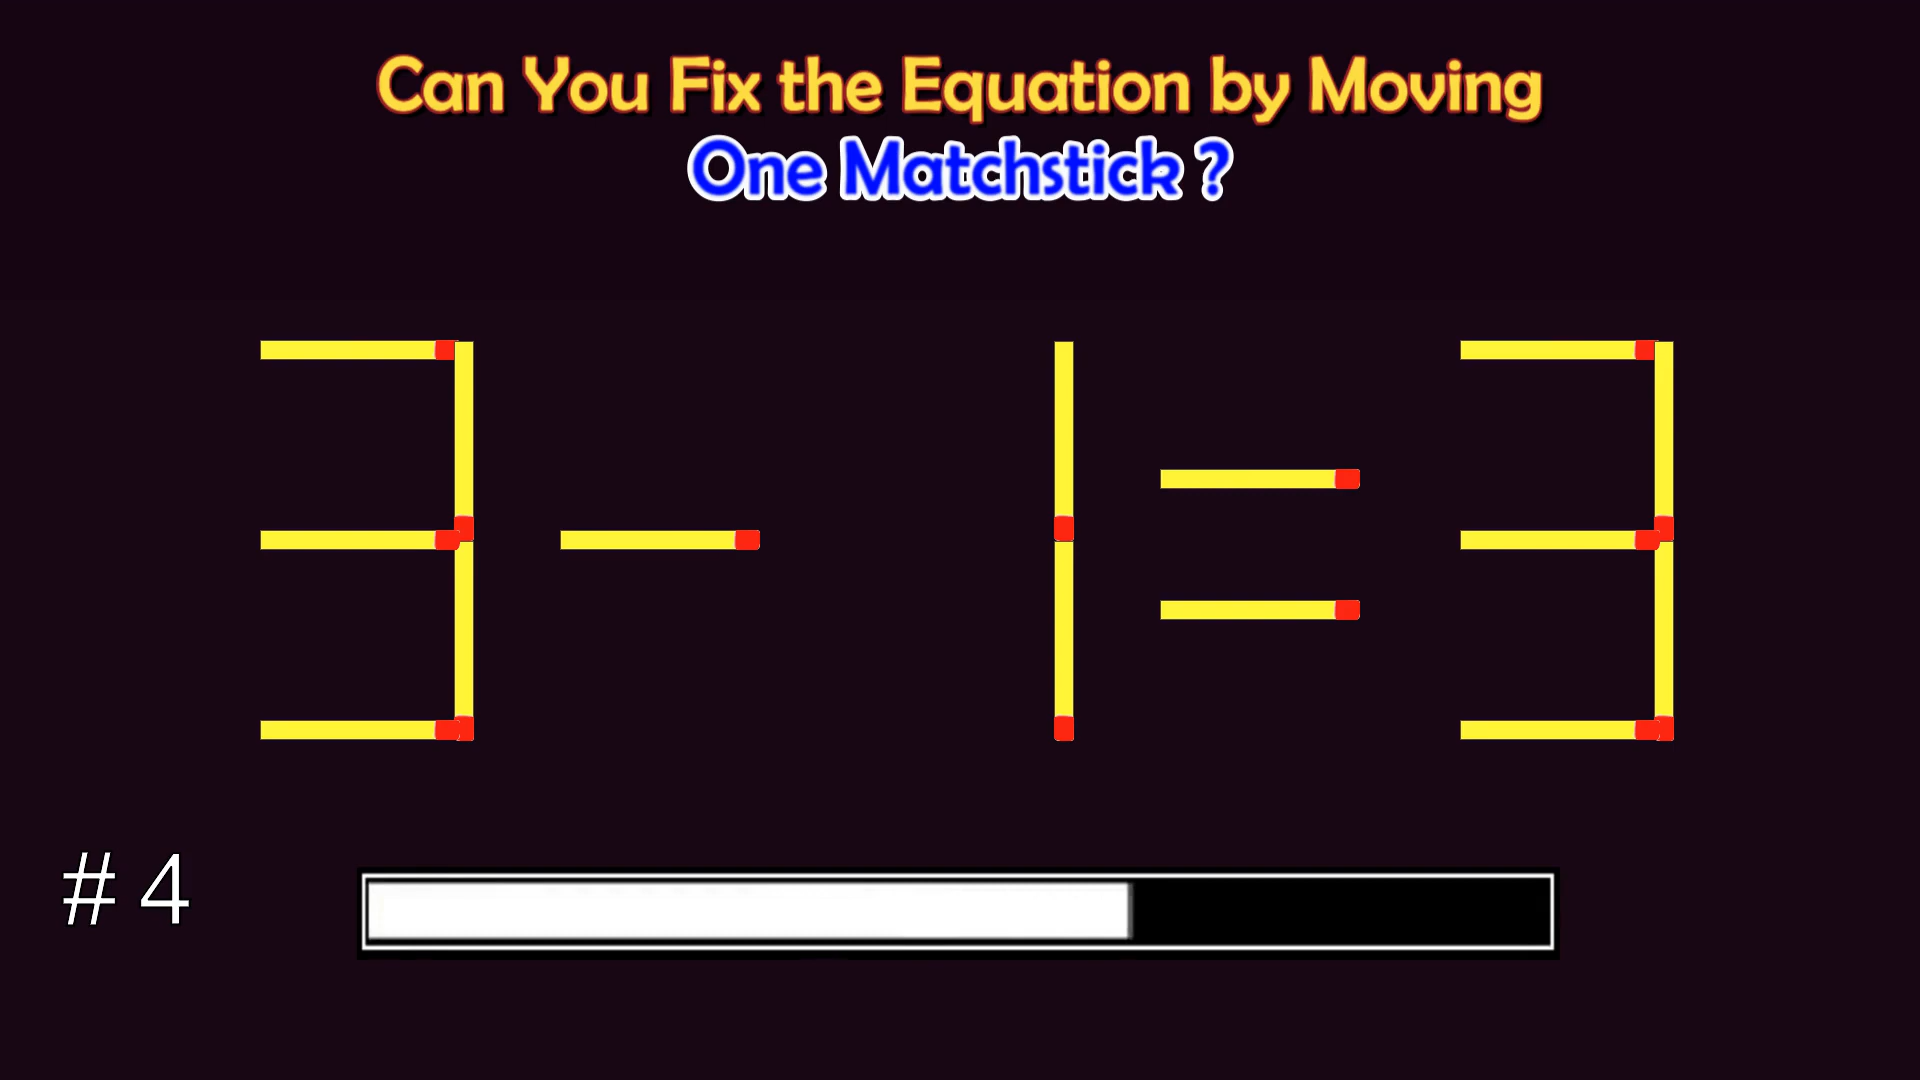 Can You Fix the Equation by Moving
One Matchstick ?
3 - 1 = 3
# 4